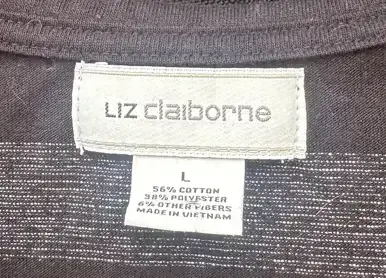 LIZ claiborne
L
56% COTTON
38% POLYESTER
6% OTHER FIBERS
MADE IN VIETNAM